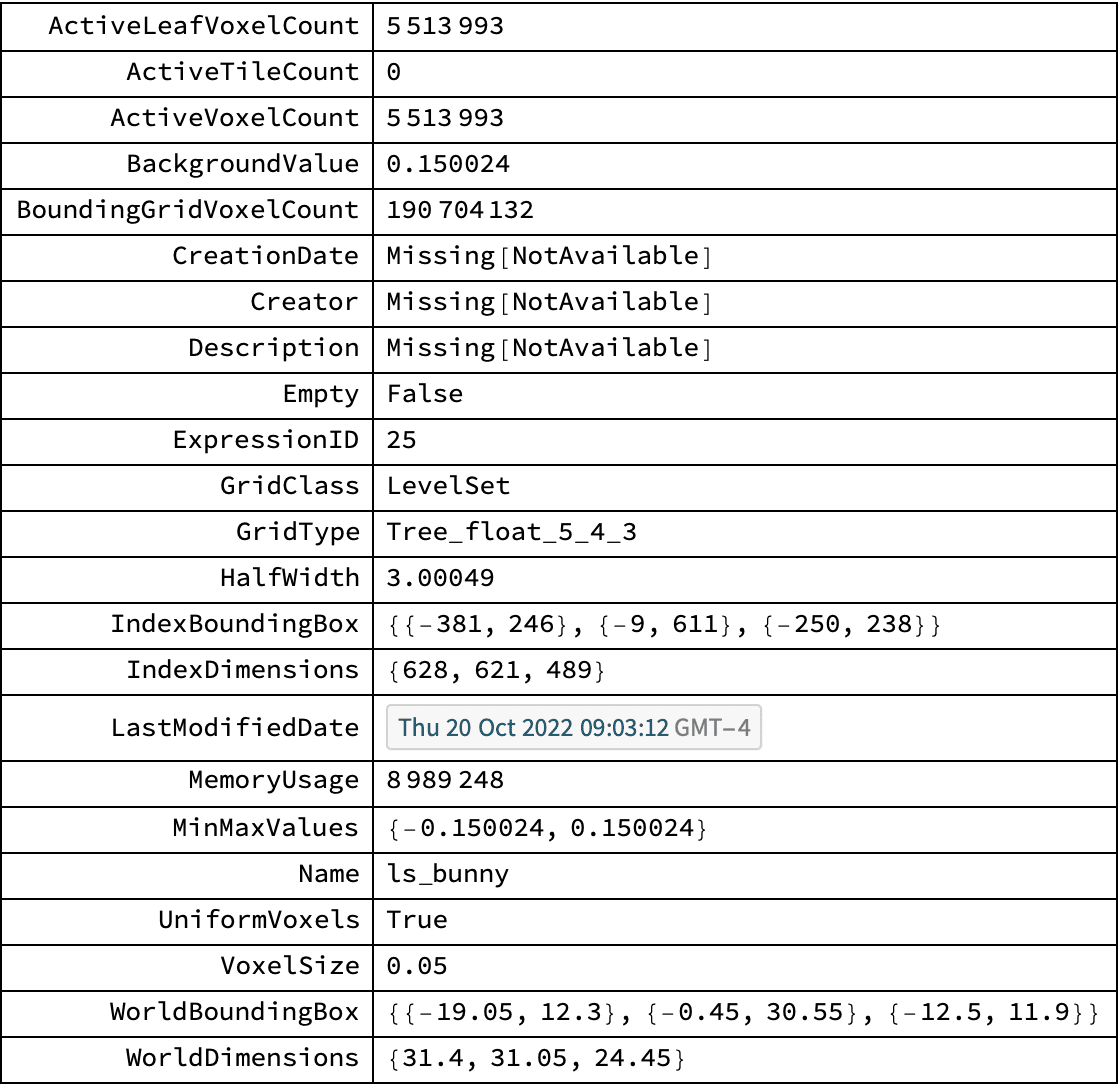 ActiveLeafVoxelCount 5 513 993
ActiveTileCount 0
ActiveVoxelCount 5 513 993
BackgroundValue 0.150024
BoundingGridVoxelCount 190 704 132
CreationDate Missing[NotAvailable]
Creator Missing[NotAvailable]
Description Missing[NotAvailable]
Empty False
ExpressionID 25
GridClass LevelSet
GridType Tree_float_5_4_3
HalfWidth 3.00049
IndexBoundingBox {{-381, 246}, {-9, 611}, {-250, 238}}
IndexDimensions {628, 621, 489}
LastModifiedDate Thu 20 Oct 2022 09:03:12 GMT-4
MemoryUsage 8 989 248
MinMaxValues {-0.150024, 0.150024}
Name ls_bunny
UniformVoxels True
VoxelSize 0.05
WorldBoundingBox {{-19.05, 12.3}, {-0.45, 30.55}, {-12.5, 11.9}}
WorldDimensions {31.4, 31.05, 24.45}